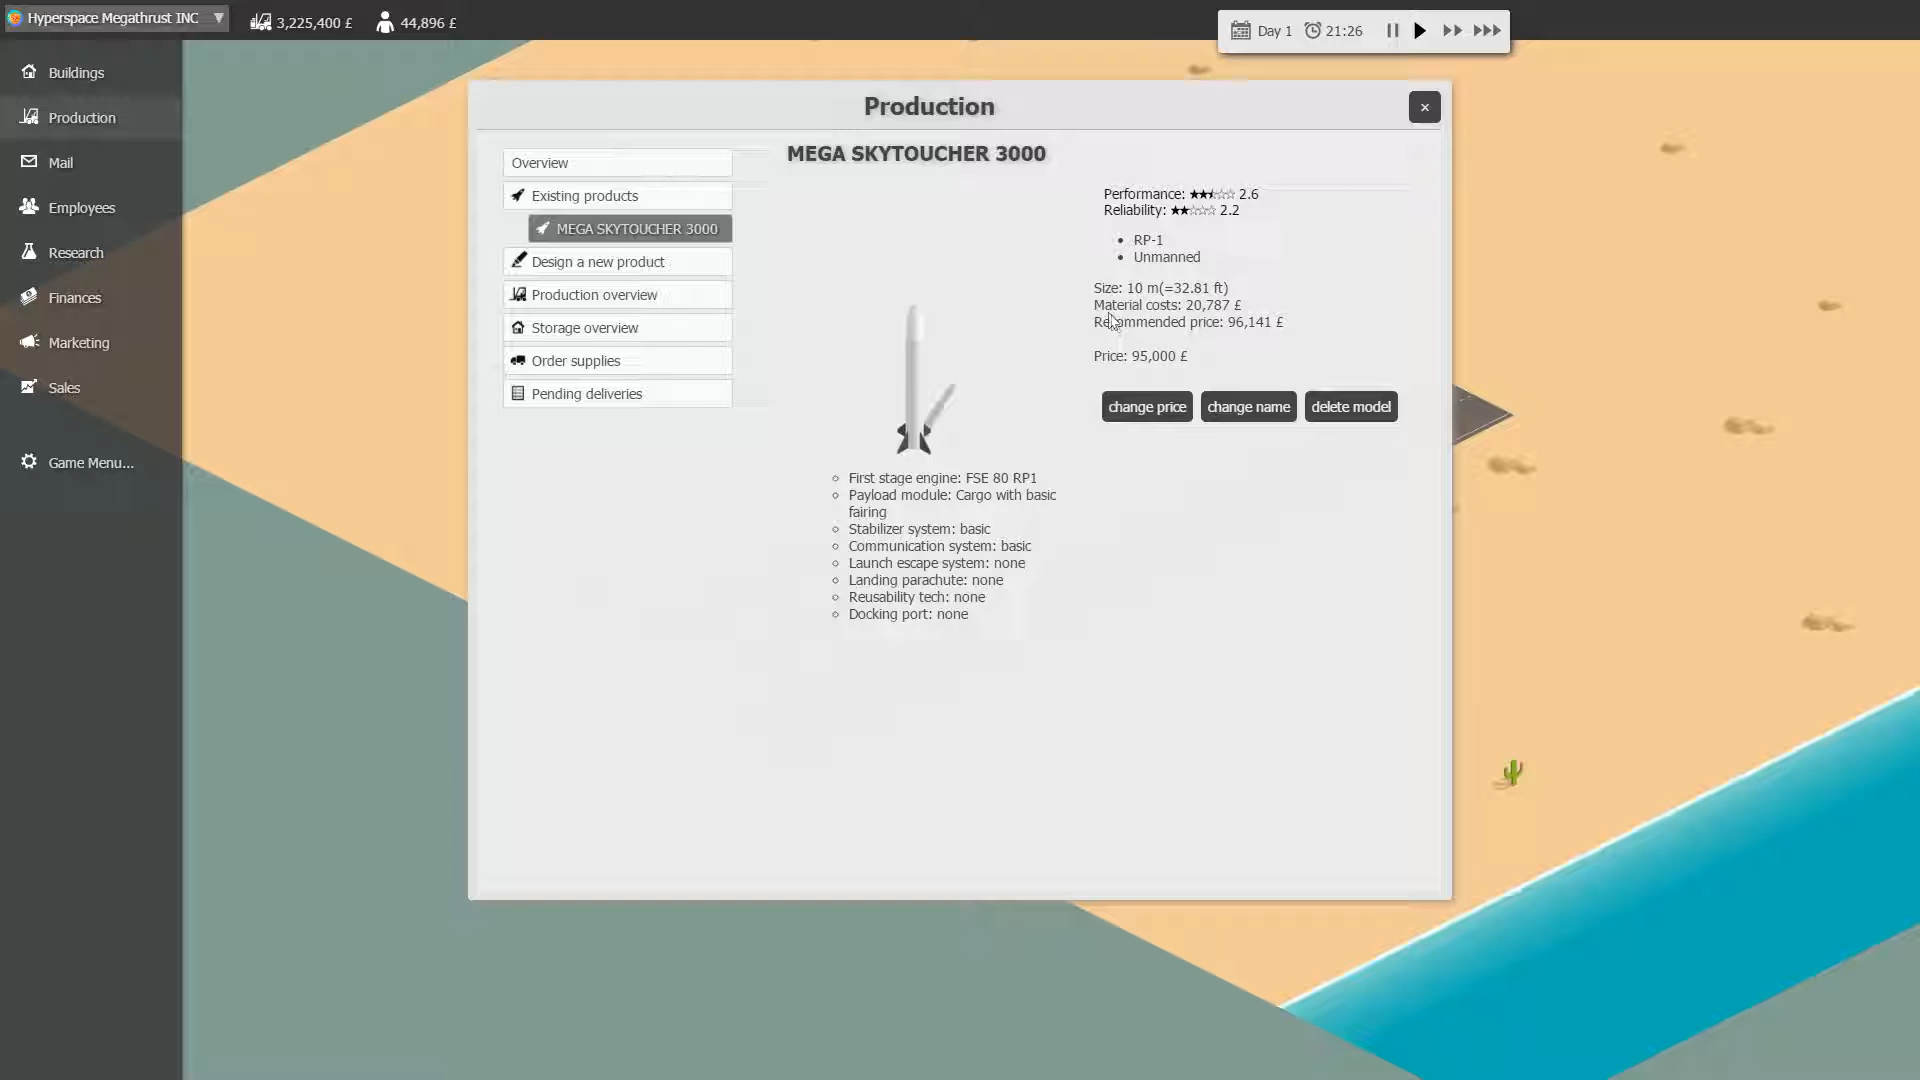 Hyperspace Megathrust INC
3,225,400 £
44,896 £
Day 1
21:26
Buildings
Production
Mail
Employees
Research
Finances
Marketing
Sales
Game Menu...
Production
×
Overview
Existing products
MEGA SKYTOUCHER 3000
Design a new product
Production overview
Storage overview
Order supplies
Pending deliveries
MEGA SKYTOUCHER 3000
Performance: ★★⯪☆☆ 2.6
Reliability: ★★☆☆☆ 2.2
• RP-1
• Unmanned
Size: 10 m(=32.81 ft)
Material costs: 20,787 £
Recommended price: 96,141 £
Price: 95,000 £
change price
change name
delete model
First stage engine: FSE 80 RP1
Payload module: Cargo with basic
fairing
Stabilizer system: basic
Communication system: basic
Launch escape system: none
Landing parachute: none
Reusability tech: none
Docking port: none